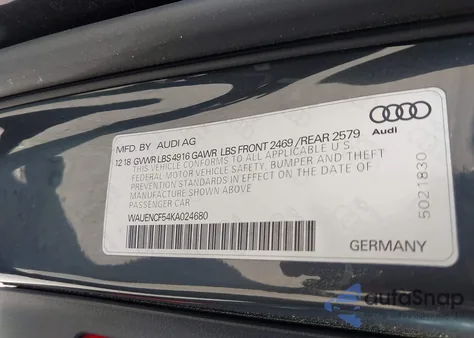 MFD. BY AUDI AG
12·18 GVWR LBS 4916 GAWR LBS FRONT 2469 / REAR 2579
THIS VEHICLE CONFORMS TO ALL APPLICABLE U.S.
FEDERAL MOTOR VEHICLE SAFETY, BUMPER AND THEFT
PREVENTION STANDARDS IN EFFECT ON THE DATE OF
MANUFACTURE SHOWN ABOVE.
PASSENGER CAR
WAUENCF54KA024680
Audi
5021830
GERMANY
autoSnap